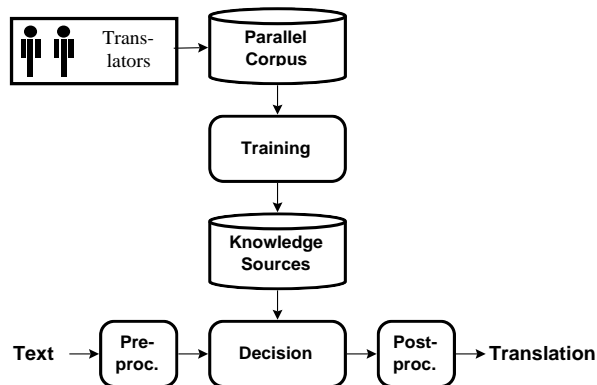 Trans-
lators
Parallel
Corpus
Training
Knowledge
Sources
Text
Pre-
proc.
Decision
Post-
proc.
Translation